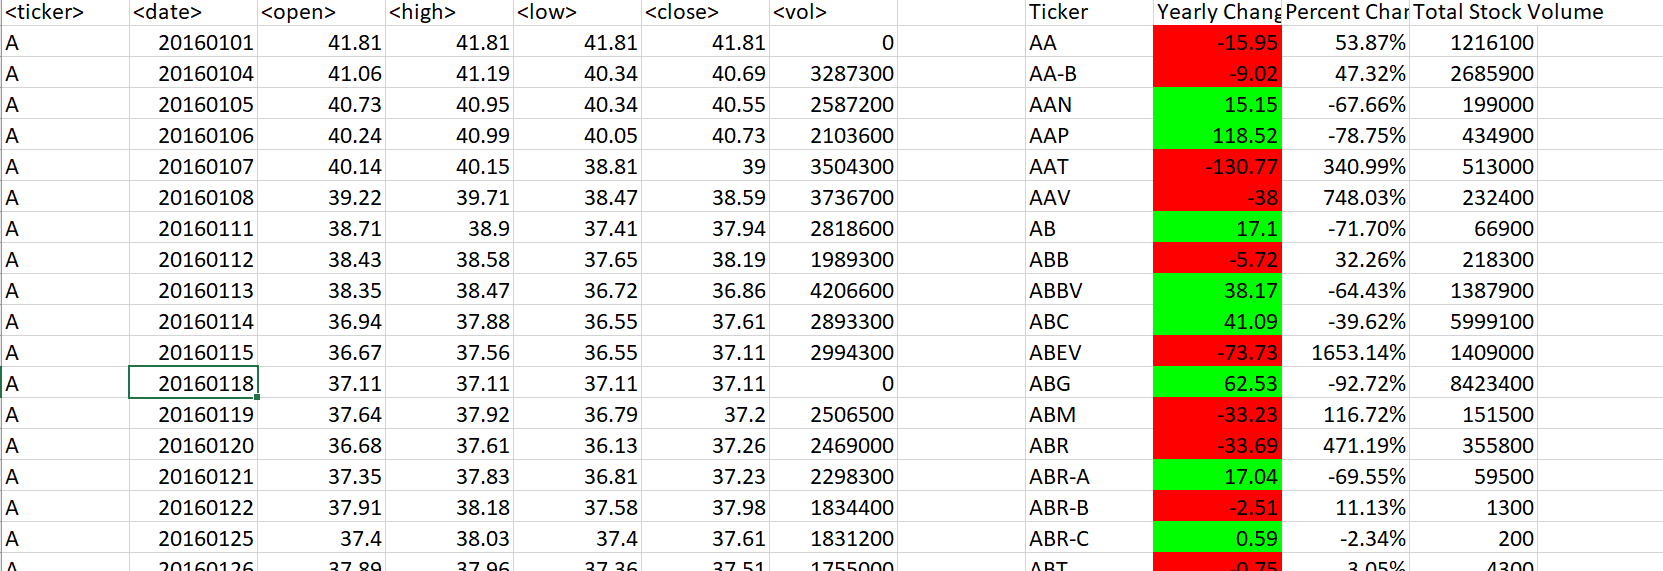 <ticker> <date> <open> <high> <low> <close> <vol> Ticker Yearly Chang Percent Char Total Stock Volume
A 20160101 41.81 41.81 41.81 41.81 0 AA -15.95 53.87% 1216100
A 20160104 41.06 41.19 40.34 40.69 3287300 AA-B -9.02 47.32% 2685900
A 20160105 40.73 40.95 40.34 40.55 2587200 AAN 15.15 -67.66% 199000
A 20160106 40.24 40.99 40.05 40.73 2103600 AAP 118.52 -78.75% 434900
A 20160107 40.14 40.15 38.81 39 3504300 AAT -130.77 340.99% 513000
A 20160108 39.22 39.71 38.47 38.59 3736700 AAV -38 748.03% 232400
A 20160111 38.71 38.9 37.41 37.94 2818600 AB 17.1 -71.70% 66900
A 20160112 38.43 38.58 37.65 38.19 1989300 ABB -5.72 32.26% 218300
A 20160113 38.35 38.47 36.72 36.86 4206600 ABBV 38.17 -64.43% 1387900
A 20160114 36.94 37.88 36.55 37.61 2893300 ABC 41.09 -39.62% 5999100
A 20160115 36.67 37.56 36.55 37.11 2994300 ABEV -73.73 1653.14% 1409000
A 20160118 37.11 37.11 37.11 37.11 0 ABG 62.53 -92.72% 8423400
A 20160119 37.64 37.92 36.79 37.2 2506500 ABM -33.23 116.72% 151500
A 20160120 36.68 37.61 36.13 37.26 2469000 ABR -33.69 471.19% 355800
A 20160121 37.35 37.83 36.81 37.23 2298300 ABR-A 17.04 -69.55% 59500
A 20160122 37.91 38.18 37.58 37.98 1834400 ABR-B -2.51 11.13% 1300
A 20160125 37.4 38.03 37.4 37.61 1831200 ABR-C 0.59 -2.34% 200
A 20160126 37.89 37.96 37.36 37.51 1755000 ABT -0.75 3.05% 4300